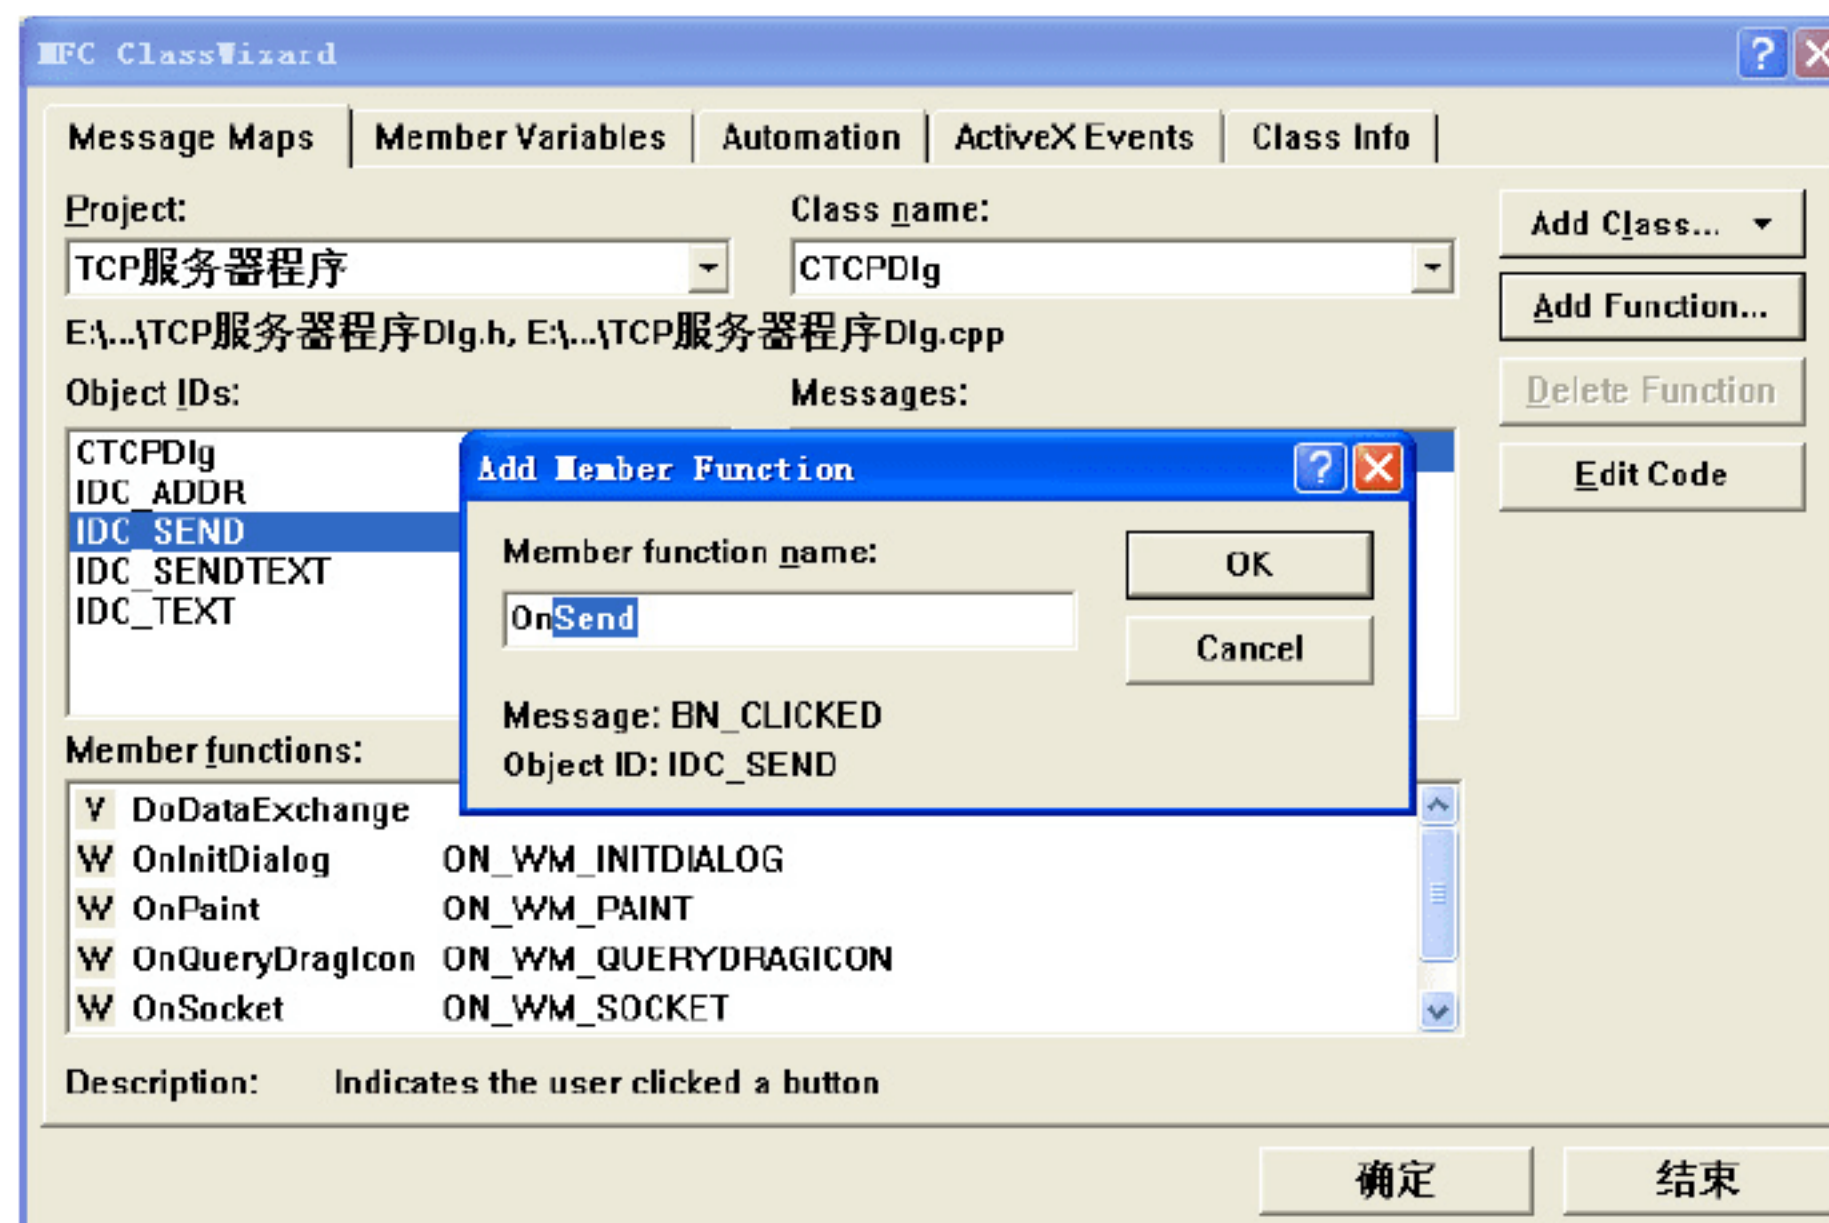 MFC ClassWizard
Message Maps Member Variables Automation ActiveX Events Class Info
Project: Class name:
TCP服务器程序 CTCPDlg
Add Class...
Add Function...
E:\...\TCP服务器程序Dlg.h, E:\...\TCP服务器程序Dlg.cpp
Object IDs: Messages:
Delete Function
Edit Code
CTCPDlg
IDC_ADDR
IDC_SEND
IDC_SENDTEXT
IDC_TEXT
Add Member Function
Member function name:
OnSend
OK
Cancel
Message: BN_CLICKED
Object ID: IDC_SEND
Member functions:
V DoDataExchange
W OnInitDialog ON_WM_INITDIALOG
W OnPaint ON_WM_PAINT
W OnQueryDragIcon ON_WM_QUERYDRAGICON
W OnSocket ON_WM_SOCKET
Description: Indicates the user clicked a button
确定 结束